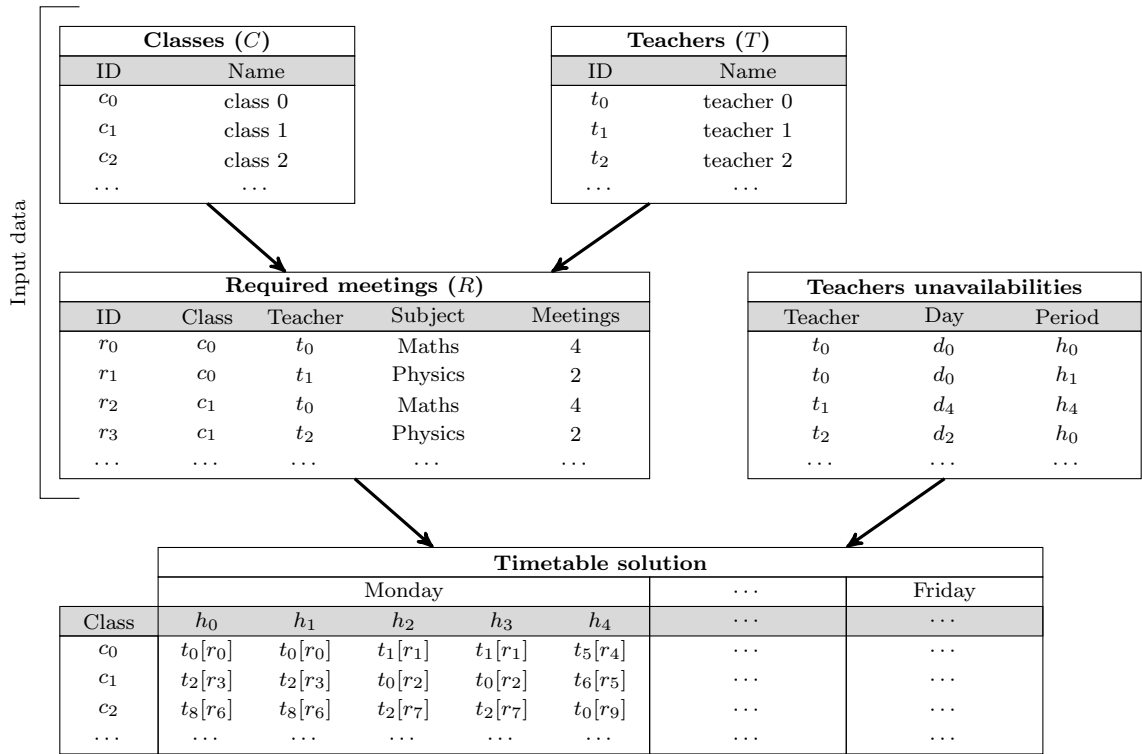 Input data
Classes (C) Teachers (T)
ID Name ID Name
c0 class 0 t0 teacher 0
c1 class 1 t1 teacher 1
c2 class 2 t2 teacher 2
... ... ... ...
Required meetings (R) Teachers unavailabilities
ID Class Teacher Subject Meetings Teacher Day Period
r0 c0 t0 Maths 4 t0 d0 h0
r1 c0 t1 Physics 2 t0 d0 h1
r2 c1 t0 Maths 4 t1 d4 h4
r3 c1 t2 Physics 2 t2 d2 h0
... ... ... ... ... ... ... ...
Timetable solution
Monday ... Friday
Class h0 h1 h2 h3 h4 ... ...
c0 t0[r0] t0[r0] t1[r1] t1[r1] t5[r4] ... ...
c1 t2[r3] t2[r3] t0[r2] t0[r2] t6[r5] ... ...
c2 t8[r6] t8[r6] t2[r7] t2[r7] t0[r9] ... ...
... ... ... ... ... ... ... ...